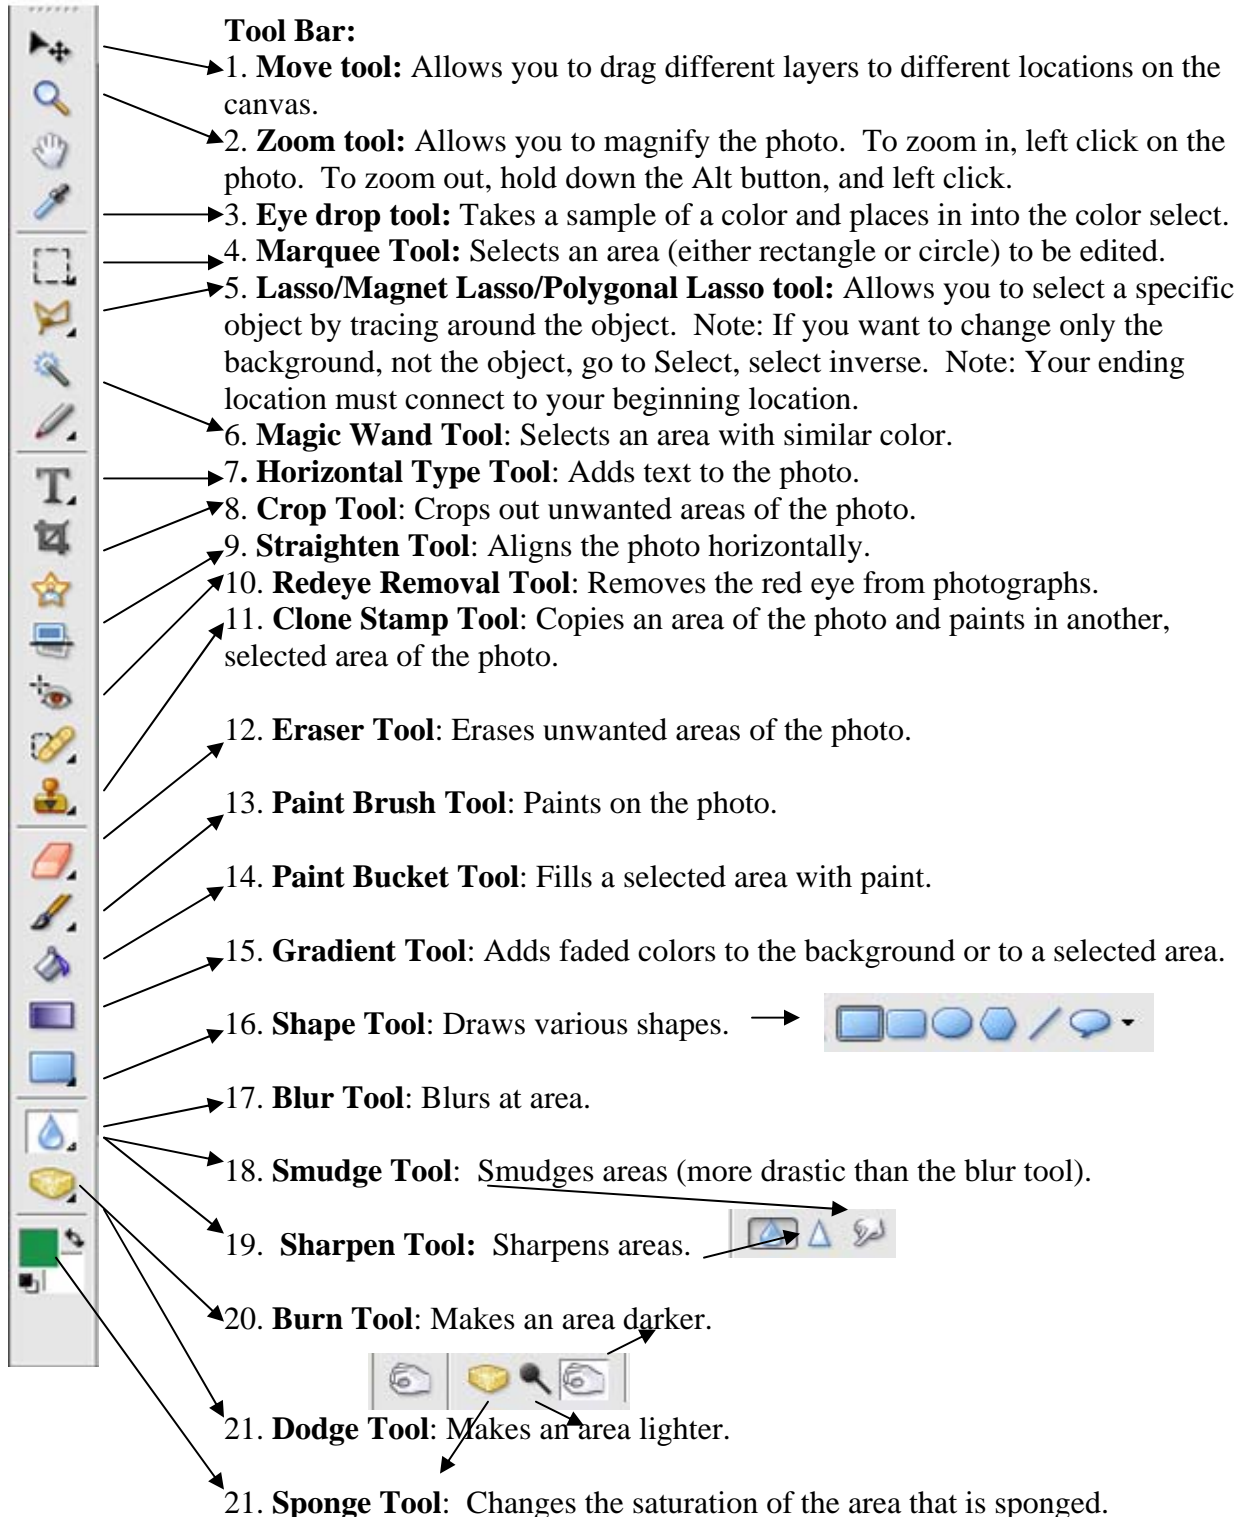 Tool Bar:
1. Move tool: Allows you to drag different layers to different locations on the
canvas.
2. Zoom tool: Allows you to magnify the photo.  To zoom in, left click on the
photo.  To zoom out, hold down the Alt button, and left click.
3. Eye drop tool: Takes a sample of a color and places in into the color select.
4. Marquee Tool: Selects an area (either rectangle or circle) to be edited.
5. Lasso/Magnet Lasso/Polygonal Lasso tool: Allows you to select a specific
object by tracing around the object.  Note: If you want to change only the
background, not the object, go to Select, select inverse.  Note: Your ending
location must connect to your beginning location.
6. Magic Wand Tool: Selects an area with similar color.
7. Horizontal Type Tool: Adds text to the photo.
8. Crop Tool: Crops out unwanted areas of the photo.
9. Straighten Tool: Aligns the photo horizontally.
10. Redeye Removal Tool: Removes the red eye from photographs.
11. Clone Stamp Tool: Copies an area of the photo and paints in another,
selected area of the photo.
12. Eraser Tool: Erases unwanted areas of the photo.
13. Paint Brush Tool: Paints on the photo.
14. Paint Bucket Tool: Fills a selected area with paint.
15. Gradient Tool: Adds faded colors to the background or to a selected area.
16. Shape Tool: Draws various shapes.
17. Blur Tool: Blurs at area.
18. Smudge Tool:  Smudges areas (more drastic than the blur tool).
19.  Sharpen Tool:  Sharpens areas.
20. Burn Tool: Makes an area darker.
21. Dodge Tool: Makes an area lighter.
21. Sponge Tool:  Changes the saturation of the area that is sponged.